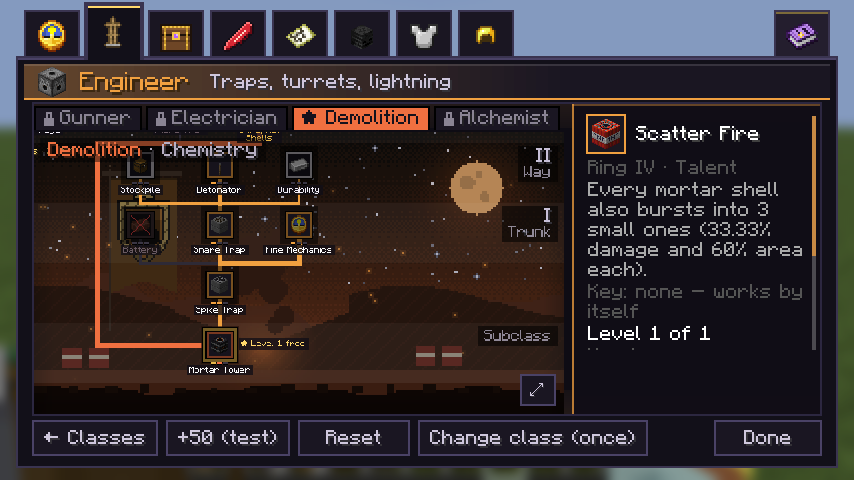 Engineer Traps, turrets, lightning
Gunner Electrician Demolition Alchemist
Shells
Demolition · Chemistry
II
Way
Stockpile Detonator Durability
I
Trunk
Battery Snare Trap Fine Mechanics
Spike Trap
Subclass
Level 1 free
Mortar Tower
Scatter Fire
Ring IV · Talent
Every mortar shell
also bursts into 3
small ones (33.33%
damage and 60% area
each).
Key: none — works by
itself
Level 1 of 1
← Classes +50 (test) Reset Change class (once) Done